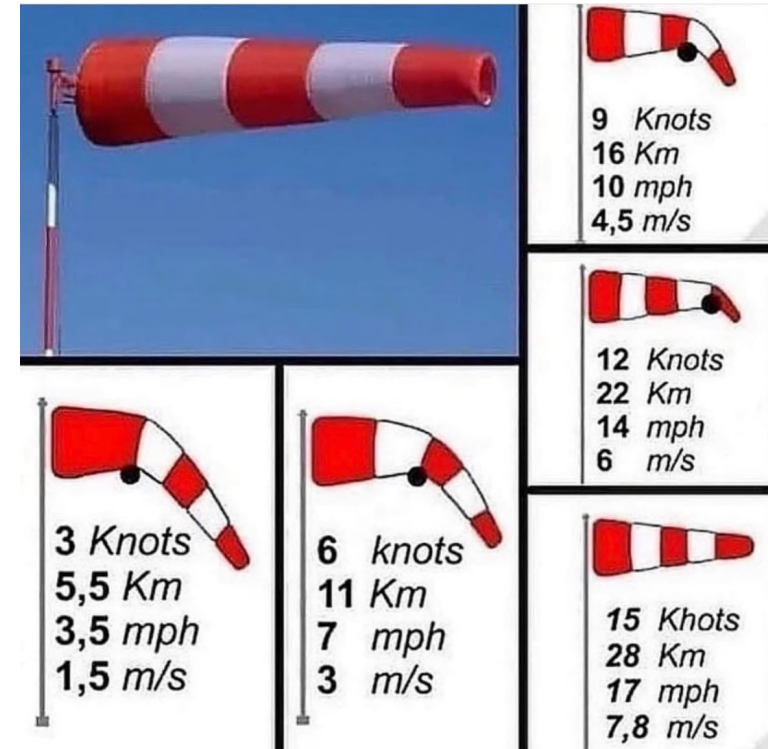 9 Knots
16 Km
10 mph
4,5 m/s
12 Knots
22 Km
14 mph
6 m/s
3 Knots
5,5 Km
3,5 mph
1,5 m/s
6 knots
11 Km
7 mph
3 m/s
15 Khots
28 Km
17 mph
7,8 m/s